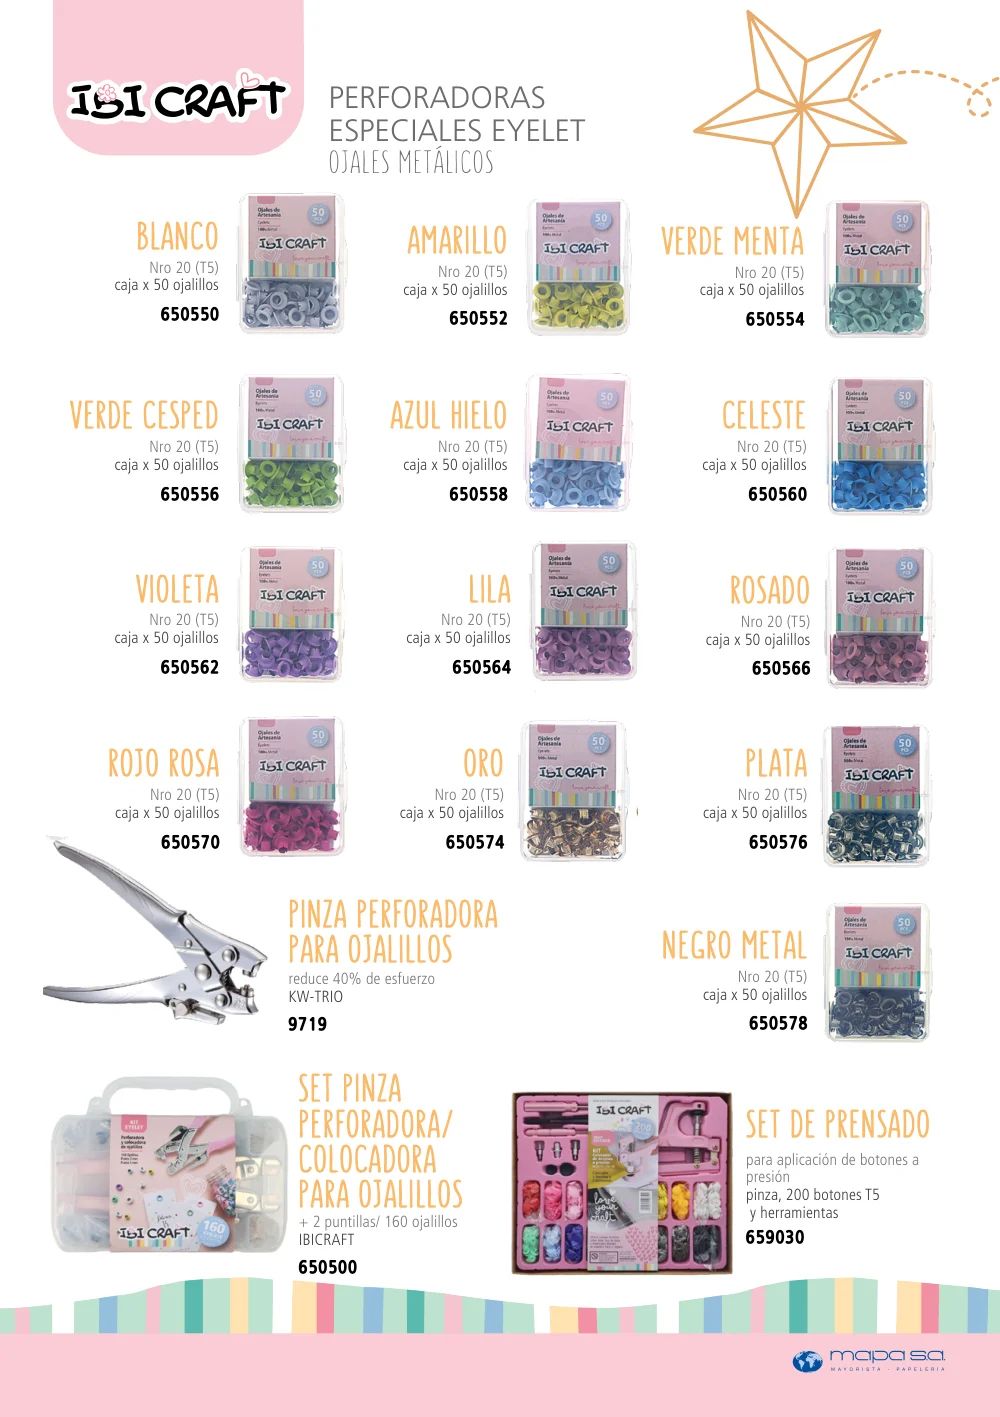 IBI CRAFT
PERFORADORAS
ESPECIALES EYELET
OJALES METÁLICOS
BLANCO
Nro 20 (T5)
caja x 50 ojalillos
650550
AMARILLO
Nro 20 (T5)
caja x 50 ojalillos
650552
VERDE MENTA
Nro 20 (T5)
caja x 50 ojalillos
650554
VERDE CESPED
Nro 20 (T5)
caja x 50 ojalillos
650556
AZUL HIELO
Nro 20 (T5)
caja x 50 ojalillos
650558
CELESTE
Nro 20 (T5)
caja x 50 ojalillos
650560
VIOLETA
Nro 20 (T5)
caja x 50 ojalillos
650562
LILA
Nro 20 (T5)
caja x 50 ojalillos
650564
ROSADO
Nro 20 (T5)
caja x 50 ojalillos
650566
ROJO ROSA
Nro 20 (T5)
caja x 50 ojalillos
650570
ORO
Nro 20 (T5)
caja x 50 ojalillos
650574
PLATA
Nro 20 (T5)
caja x 50 ojalillos
650576
PINZA PERFORADORA
PARA OJALILLOS
reduce 40% de esfuerzo
KW-TRIO
9719
NEGRO METAL
Nro 20 (T5)
caja x 50 ojalillos
650578
SET PINZA
PERFORADORA/
COLOCADORA
PARA OJALILLOS
+ 2 puntillas/ 160 ojalillos
IBICRAFT
650500
SET DE PRENSADO
para aplicación de botones a
presión
pinza, 200 botones T5
y herramientas
659030
mapa s.a.
MAYORISTA - PAPELERÍA